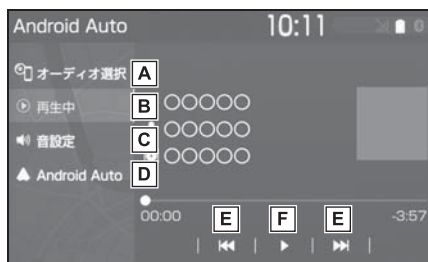 Android Auto 10:11
オーディオ選択 A
再生中 B ○○○○○
音設定 C ○○○○○
○○○○○
Android Auto D
00:00 E F E -3:57